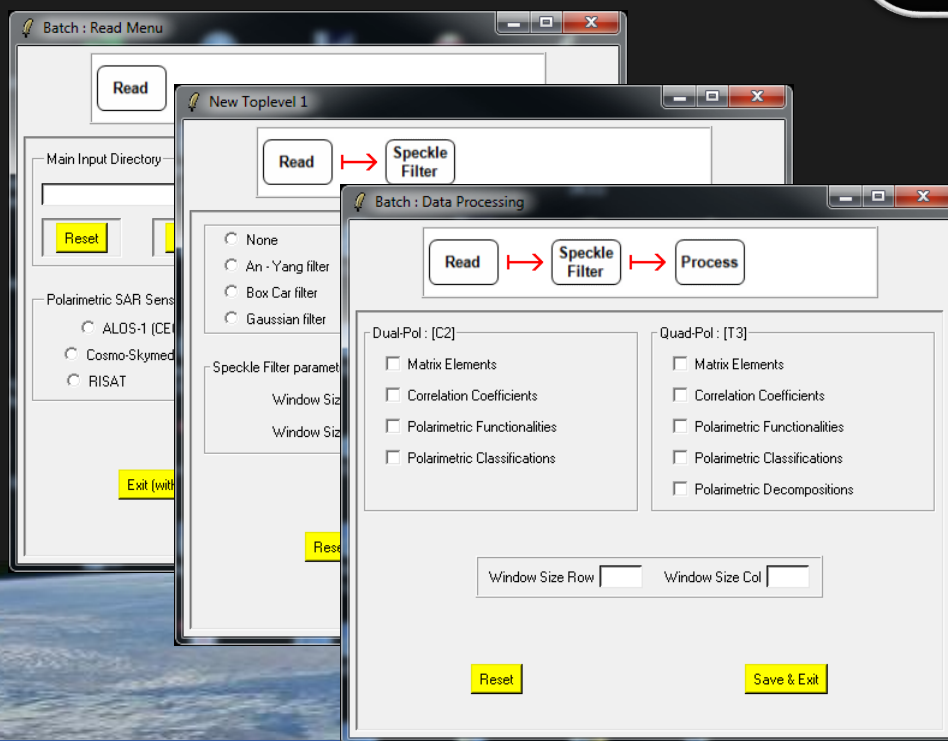 Batch : Read Menu
Read
Main Input Directory
Reset
Polarimetric SAR Sens
ALOS-1 (CE
Cosmo-Skymed
RISAT
Exit (with
New Toplevel 1
Read
Speckle
Filter
None
An - Yang filter
Box Car filter
Gaussian filter
Speckle Filter paramet
Window Siz
Window Siz
Rese
Batch : Data Processing
Read
Speckle
Filter
Process
Dual-Pol : [C2]
Matrix Elements
Correlation Coefficients
Polarimetric Functionalities
Polarimetric Classifications
Quad-Pol : [T3]
Matrix Elements
Correlation Coefficients
Polarimetric Functionalities
Polarimetric Classifications
Polarimetric Decompositions
Window Size Row
Window Size Col
Reset
Save & Exit